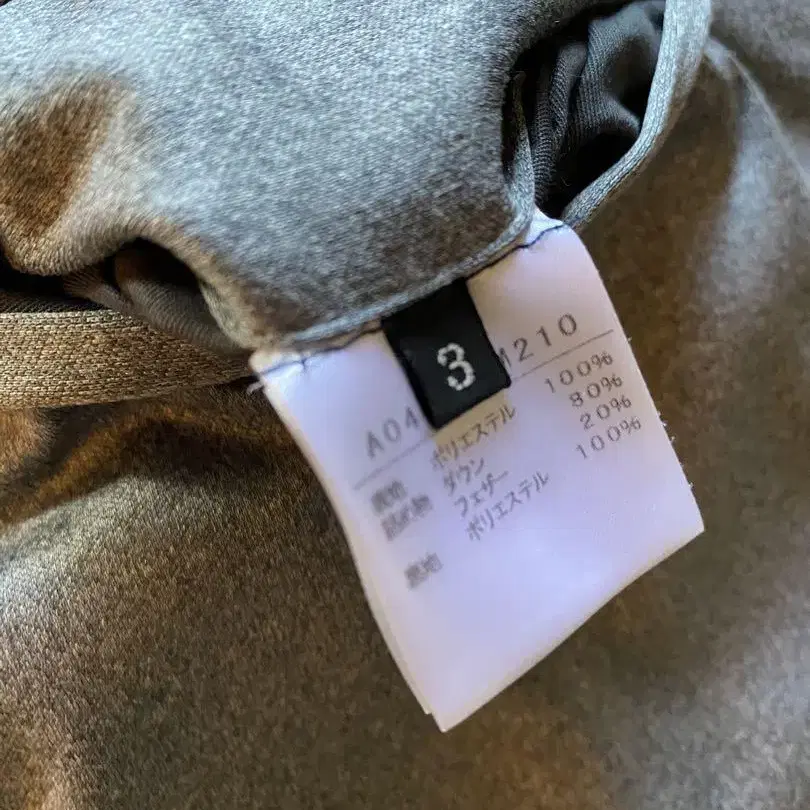 3
A04 M210
表地 ポリエステル 100%
詰め物 ダウン 80%
フェザー 20%
裏地 ポリエステル 100%